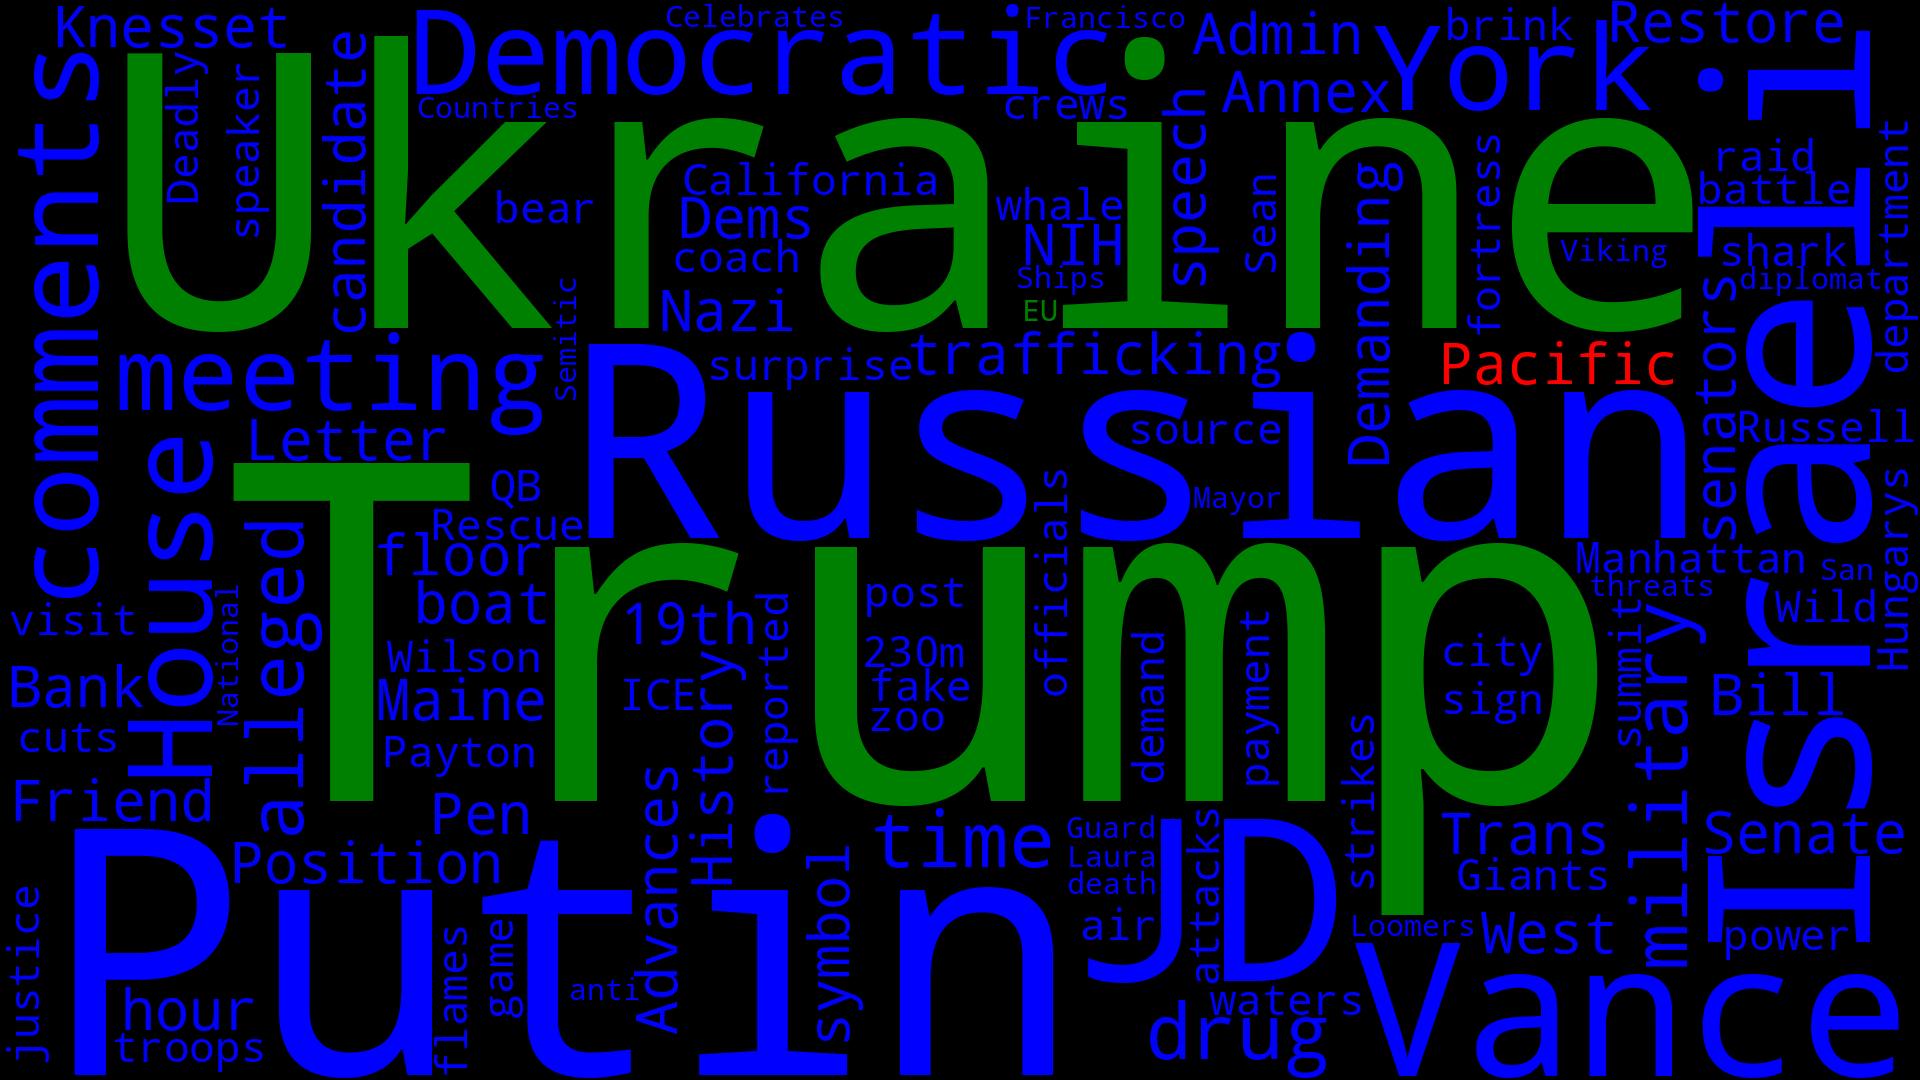 Knesset
Celebrates
Francisco
Democratic
Admin
brink
Restore
York
Annex
Countries
crews
comments
Deadly
speaker
candidate
Ukraine
speech
raid
battle
department
California
bear
Dems
whale
NIH
coach
Sean
Demanding
fortress
Viking
shark
diplomat
Ships
Nazi
EU
Semitic
meeting
surprise
trafficking
Pacific
senators
Israeli
Letter
Russian
source
Russell
House
QB
Mayor
Rescue
floor
officials
Manhattan
San
threats
Hungarys
alleged
Trump
boat
19th
post
reported
visit
National
Wilson
230m
city
Wild
summit
military
Bank
Maine
ICE
fake
sign
Bill
zoo
demand
payment
cuts
Payton
History
strikes
Friend
Pen
Advances
time
Guard
Trans
Senate
Laura
Position
death
Giants
attacks
symbol
JD
justice
Putin
air
Loomers
West
power
flames
game
anti
hour
waters
Vance
troops
drug